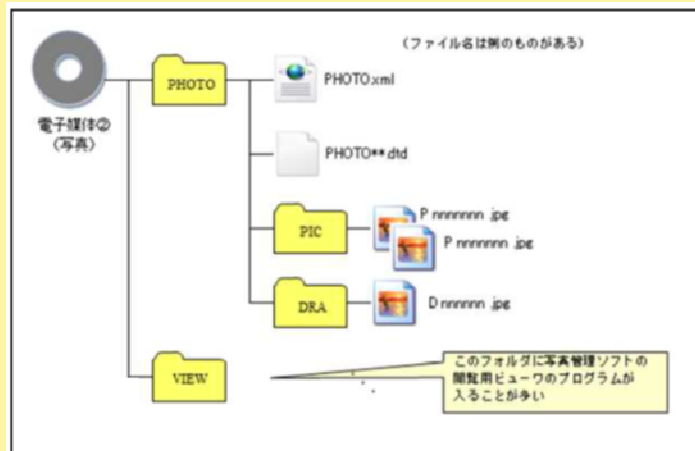 (ファイル名は例のものがある)
電子媒体②
(写真)
PHOTO
PHOTO.xml
PHOTO**.dtd
PIC
P nnnnnnn .jpg
P nnnnnnn .jpg
DRA
D nnnnnnn .jpg
VIEW
このフォルダに写真管理ソフトの
閲覧用ビューワのプログラムが
入ることが多い